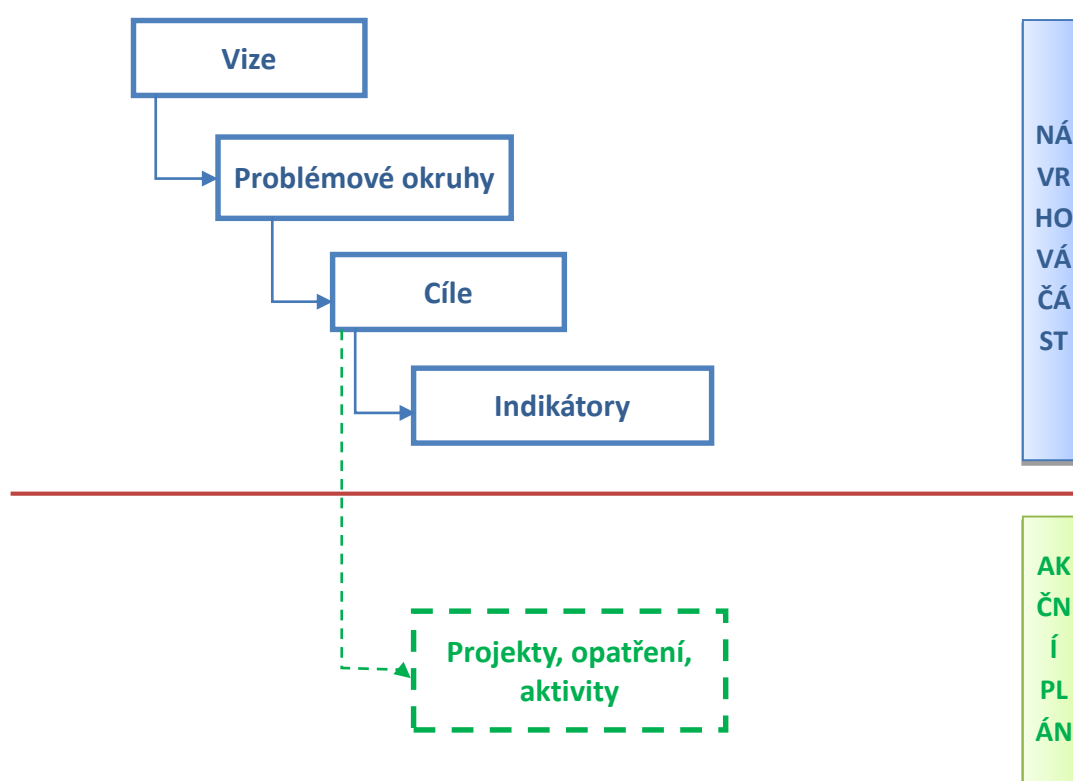 Vize
Problémové okruhy
Cíle
Indikátory
NÁ
VR
HO
VÁ
ČÁ
ST
Projekty, opatření,
aktivity
AK
ČN
Í
PL
ÁN